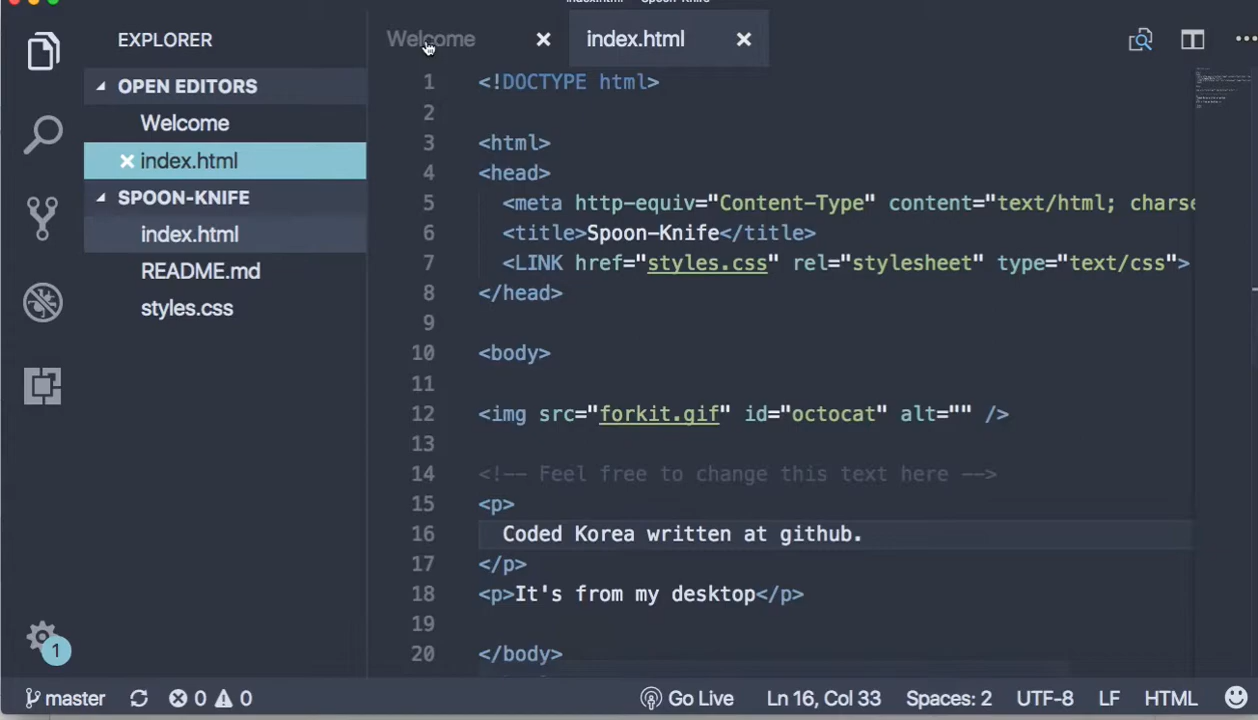 EXPLORER
OPEN EDITORS
Welcome
index.html
SPOON-KNIFE
index.html
README.md
styles.css
1
Welcome
index.html
1 <!DOCTYPE html>
2
3 <html>
4 <head>
5 <meta http-equiv="Content-Type" content="text/html; charse
6 <title>Spoon-Knife</title>
7 <LINK href="styles.css" rel="stylesheet" type="text/css">
8 </head>
9
10 <body>
11
12 <img src="forkit.gif" id="octocat" alt="" />
13
14 <!-- Feel free to change this text here -->
15 <p>
16 Coded Korea written at github.
17 </p>
18 <p>It's from my desktop</p>
19
20 </body>
master 0 0 Go Live Ln 16, Col 33 Spaces: 2 UTF-8 LF HTML